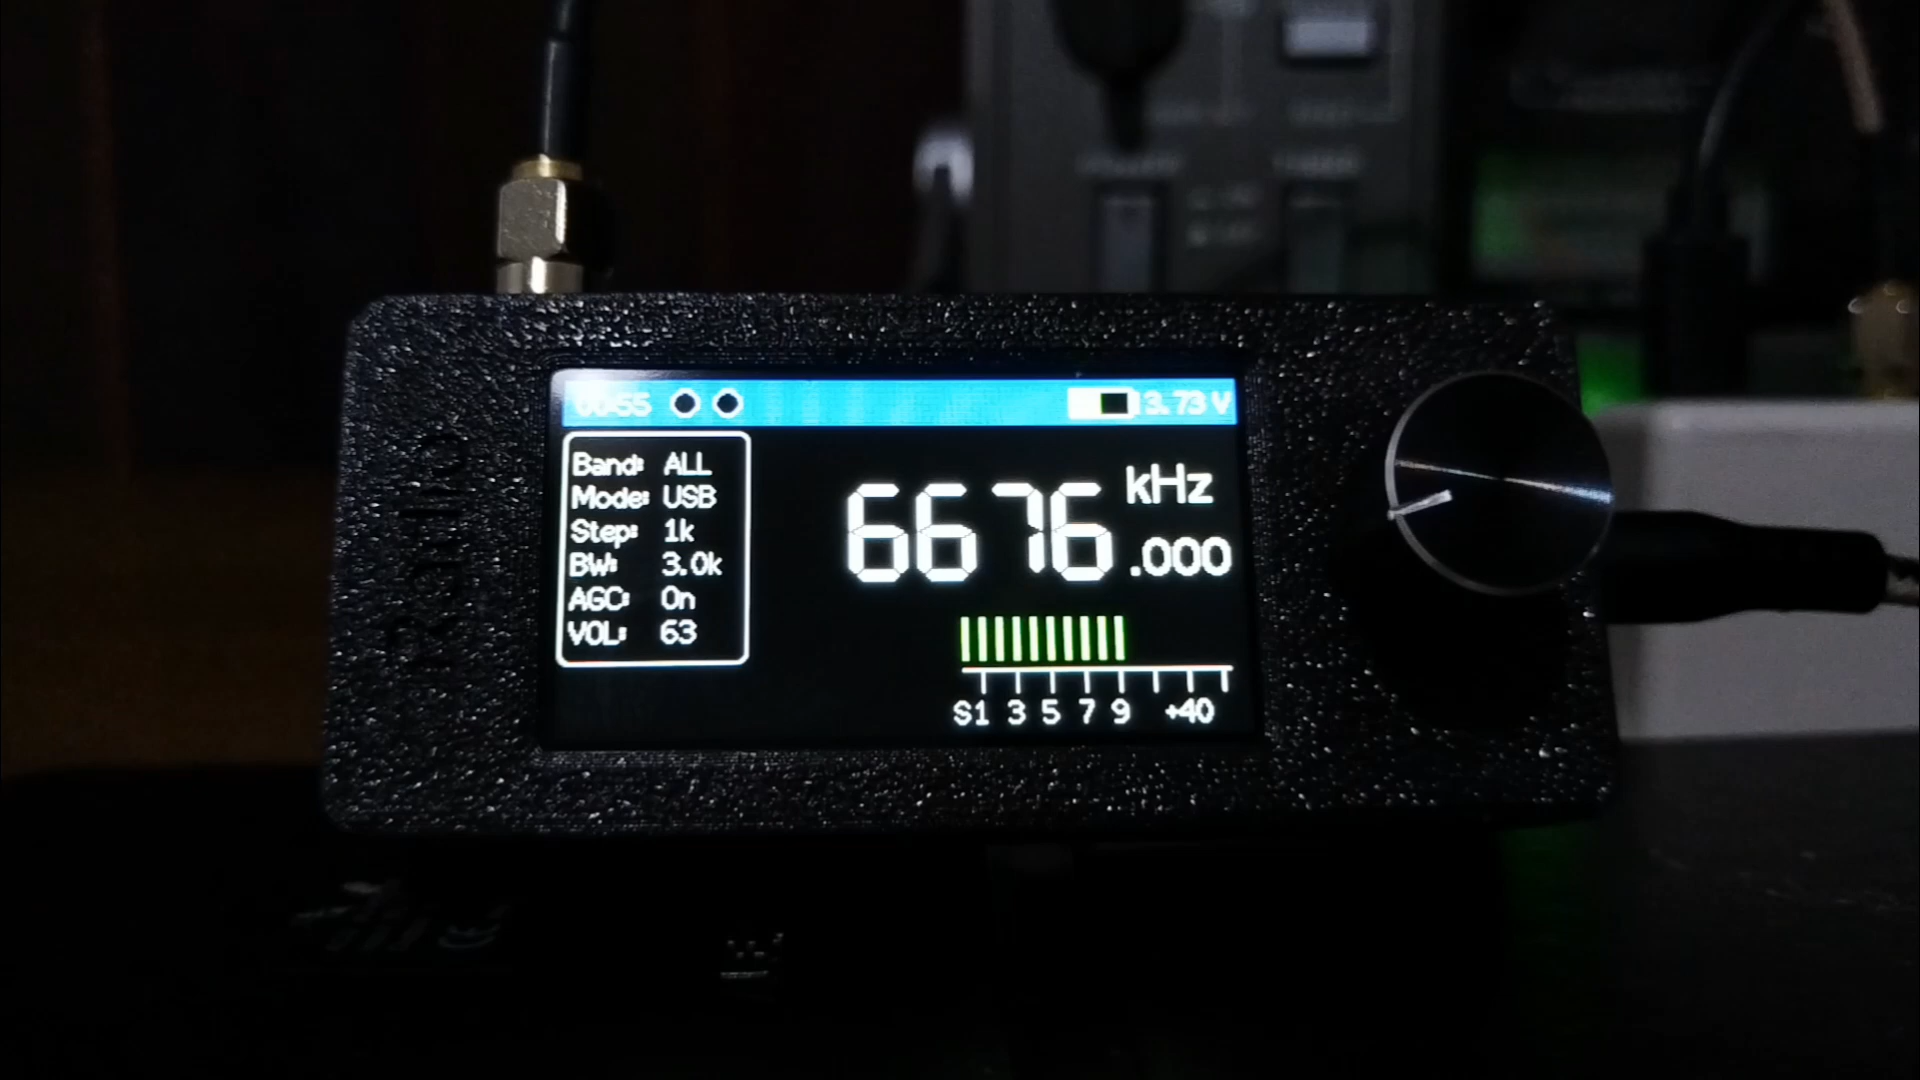 00:55 3.73 V
Band: ALL
Mode: USB
Step: 1k
BW: 3.0k
AGC: On
VOL: 63
6676.000 kHz
S1 3 5 7 9 +40
Radio